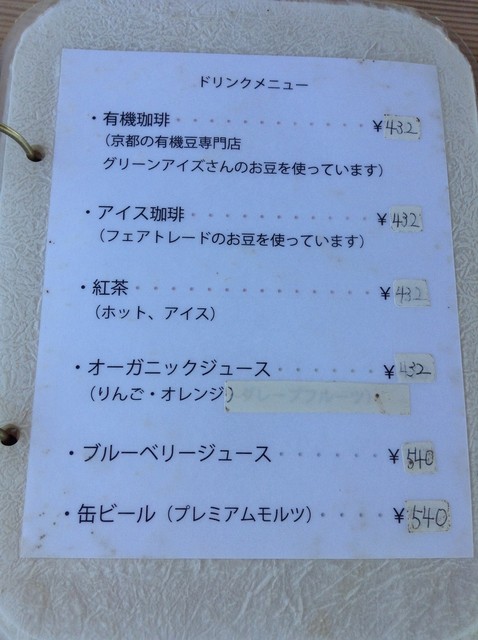 ドリンクメニュー
・有機珈琲・・・・・・・・・・・・・¥432
（京都の有機豆専門店
グリーンアイズさんのお豆を使っています）
・アイス珈琲・・・・・・・・・・・・¥432
（フェアトレードのお豆を使っています）
・紅茶・・・・・・・・・・・・・・・¥432
（ホット、アイス）
・オーガニックジュース・・・・・・・¥432
（りんご・オレンジ）
・ブルーベリージュース・・・・・・・¥540
・缶ビール（プレミアムモルツ）・・・・¥540